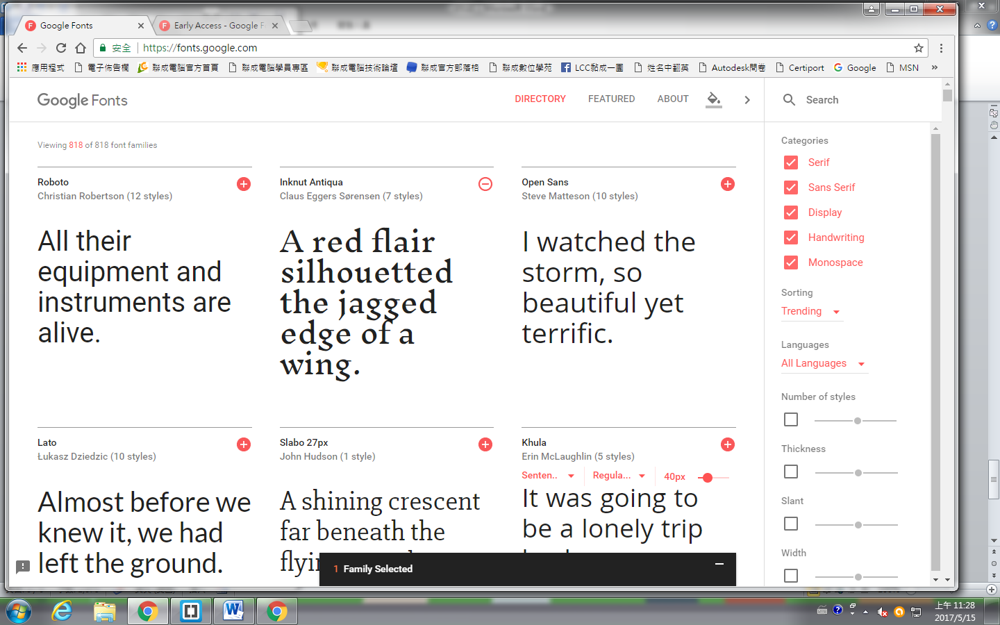 Google Fonts
Early Access - Google F
安全 https://fonts.google.com
應用程式 電子佈告欄 聯成電腦官方首頁 聯成電腦學員專區 聯成電腦技術論壇 聯成官方部落格 聯成數位學苑 LCC黏成一團 姓名中翻英 Autodesk問卷 Certiport Google MSN »
Google Fonts
DIRECTORY FEATURED ABOUT
Search
Viewing 818 of 818 font families
Roboto
Christian Robertson (12 styles)
All their
equipment and
instruments are
alive.
Inknut Antiqua
Claus Eggers Sørensen (7 styles)
A red flair
silhouetted
the jagged
edge of a
wing.
Open Sans
Steve Matteson (10 styles)
I watched the
storm, so
beautiful yet
terrific.
Lato
Łukasz Dziedzic (10 styles)
Almost before we
knew it, we had
left the ground.
Slabo 27px
John Hudson (1 style)
A shining crescent
far beneath the
Khula
Erin McLaughlin (5 styles)
Senten.. Regula... 40px
It was going to
be a lonely trip
1 Family Selected
Categories
Serif
Sans Serif
Display
Handwriting
Monospace
Sorting
Trending
Languages
All Languages
Number of styles
Thickness
Slant
Width
上午 11:28
2017/5/15